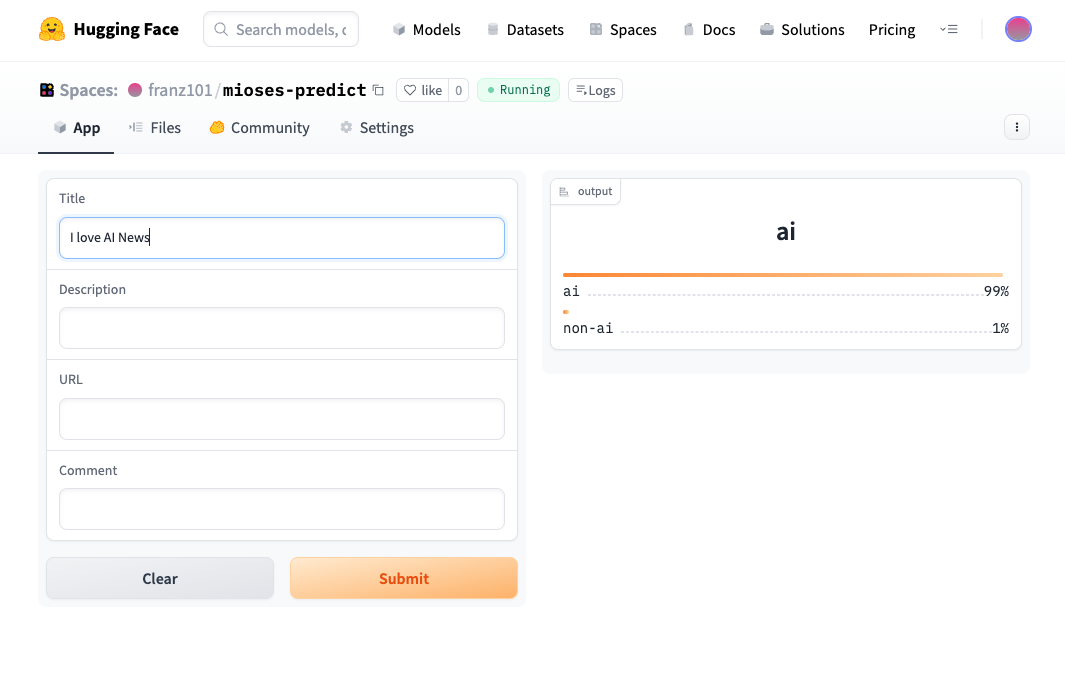 Hugging Face Search models, c Models Datasets Spaces Docs Solutions Pricing
Spaces: franz101/mioses-predict like 0 Running Logs
App Files Community Settings
Title
I love AI News
Description
URL
Comment
Clear Submit
output
ai
ai 99%
non-ai 1%